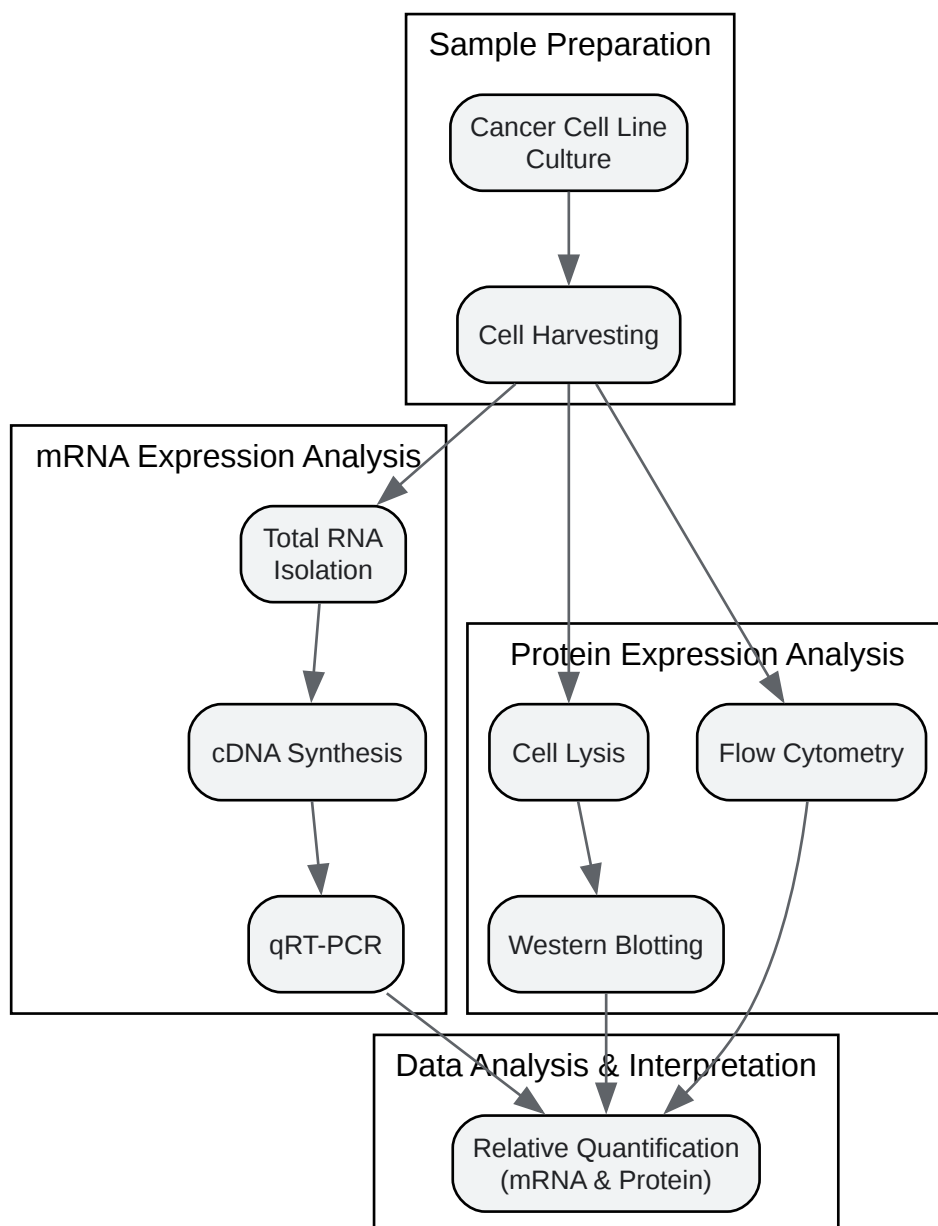 Sample Preparation
Cancer Cell Line
Culture
Cell Harvesting
mRNA Expression Analysis
Total RNA
Isolation
cDNA Synthesis
qRT-PCR
Protein Expression Analysis
Cell Lysis
Flow Cytometry
Western Blotting
Data Analysis & Interpretation
Relative Quantification
(mRNA & Protein)